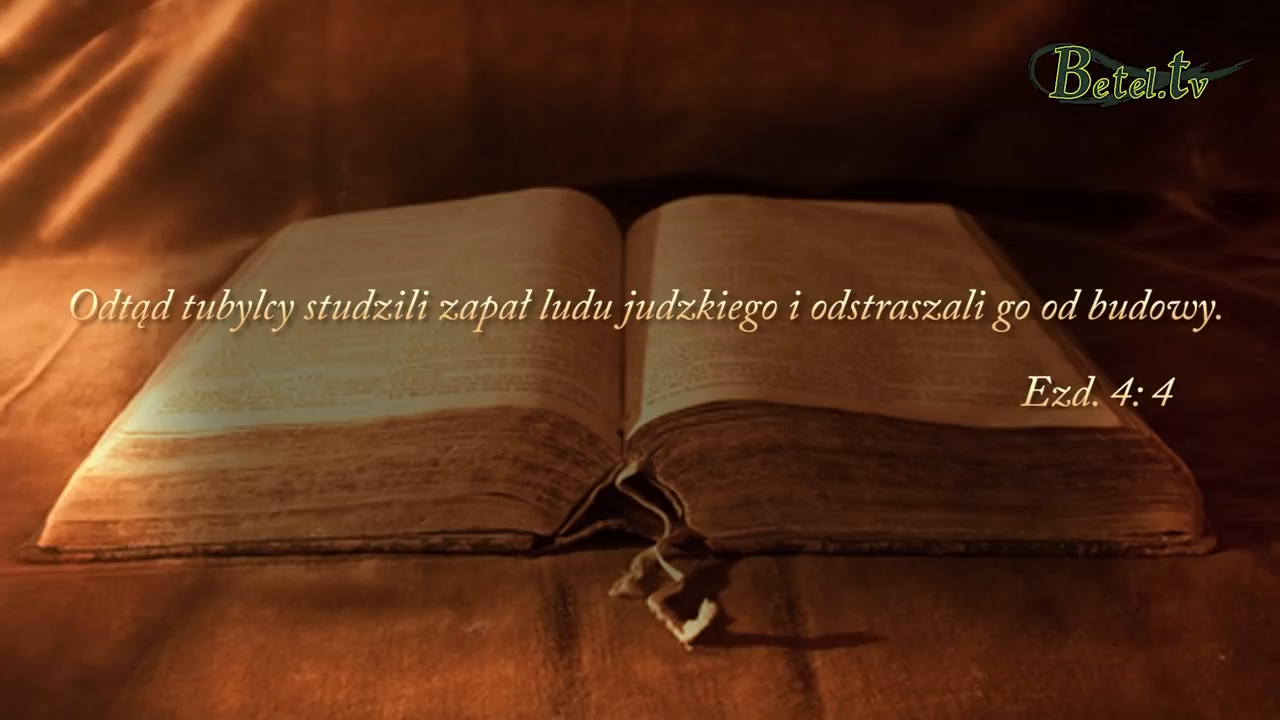 Betel.tv
Odtąd tubylcy studzili zapał ludu judzkiego i odstraszali go od budowy.
Ezd. 4: 4